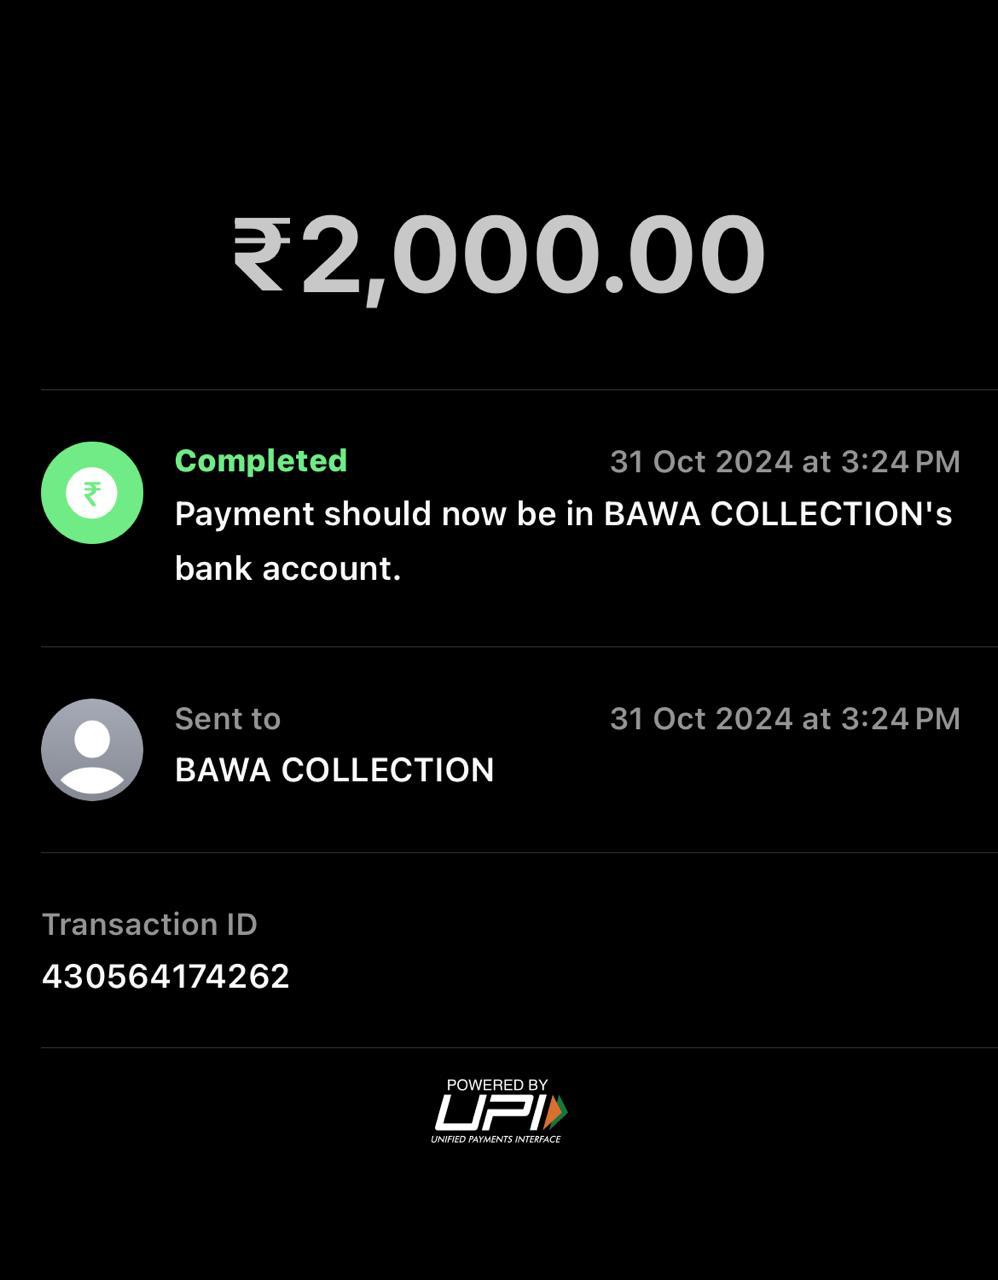 ₹2,000.00
Completed
31 Oct 2024 at 3:24 PM
Payment should now be in BAWA COLLECTION's
bank account.
Sent to
31 Oct 2024 at 3:24 PM
BAWA COLLECTION
Transaction ID
430564174262
POWERED BY
UPI
UNIFIED PAYMENTS INTERFACE